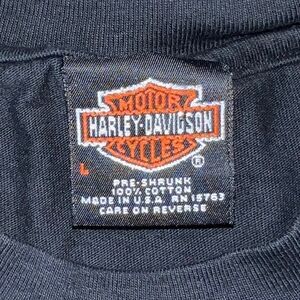 MOTOR
HARLEY-DAVIDSON
CYCLES
®
L
PRE-SHRUNK
100% COTTON
MADE IN U.S.A. RN 15763
CARE ON REVERSE